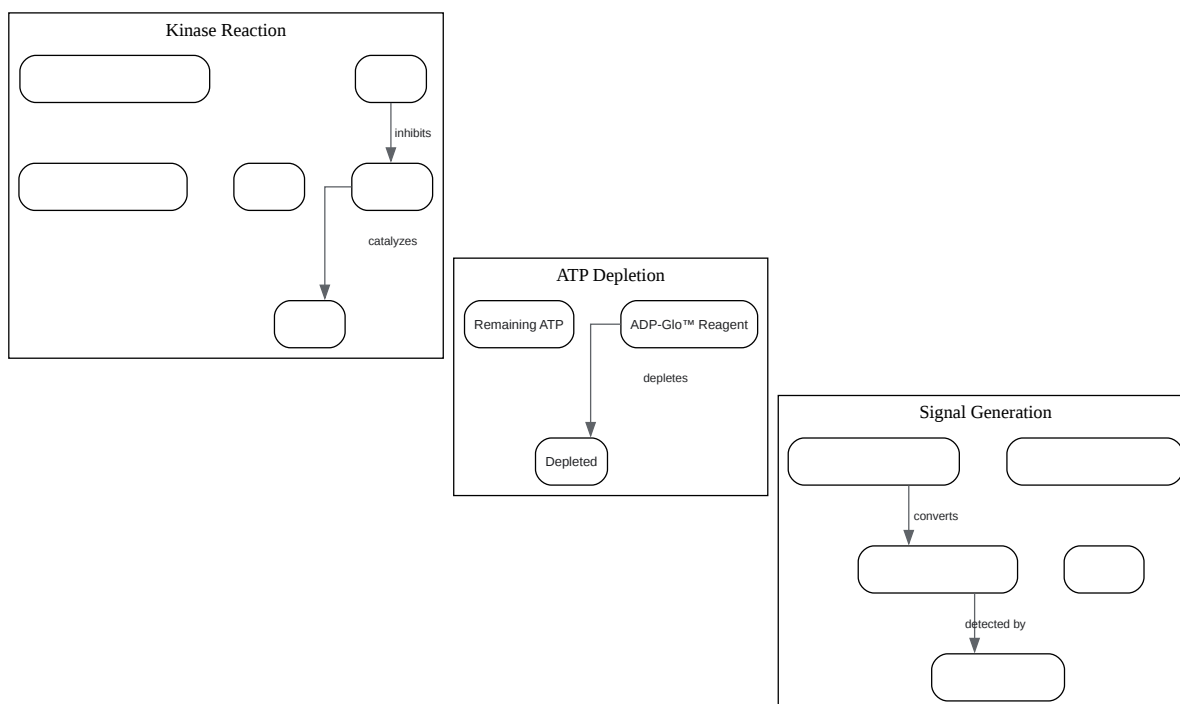 Kinase Reaction
inhibits
catalyzes
ATP Depletion
Remaining ATP
ADP-Glo™ Reagent
depletes
Depleted
Signal Generation
converts
detected by